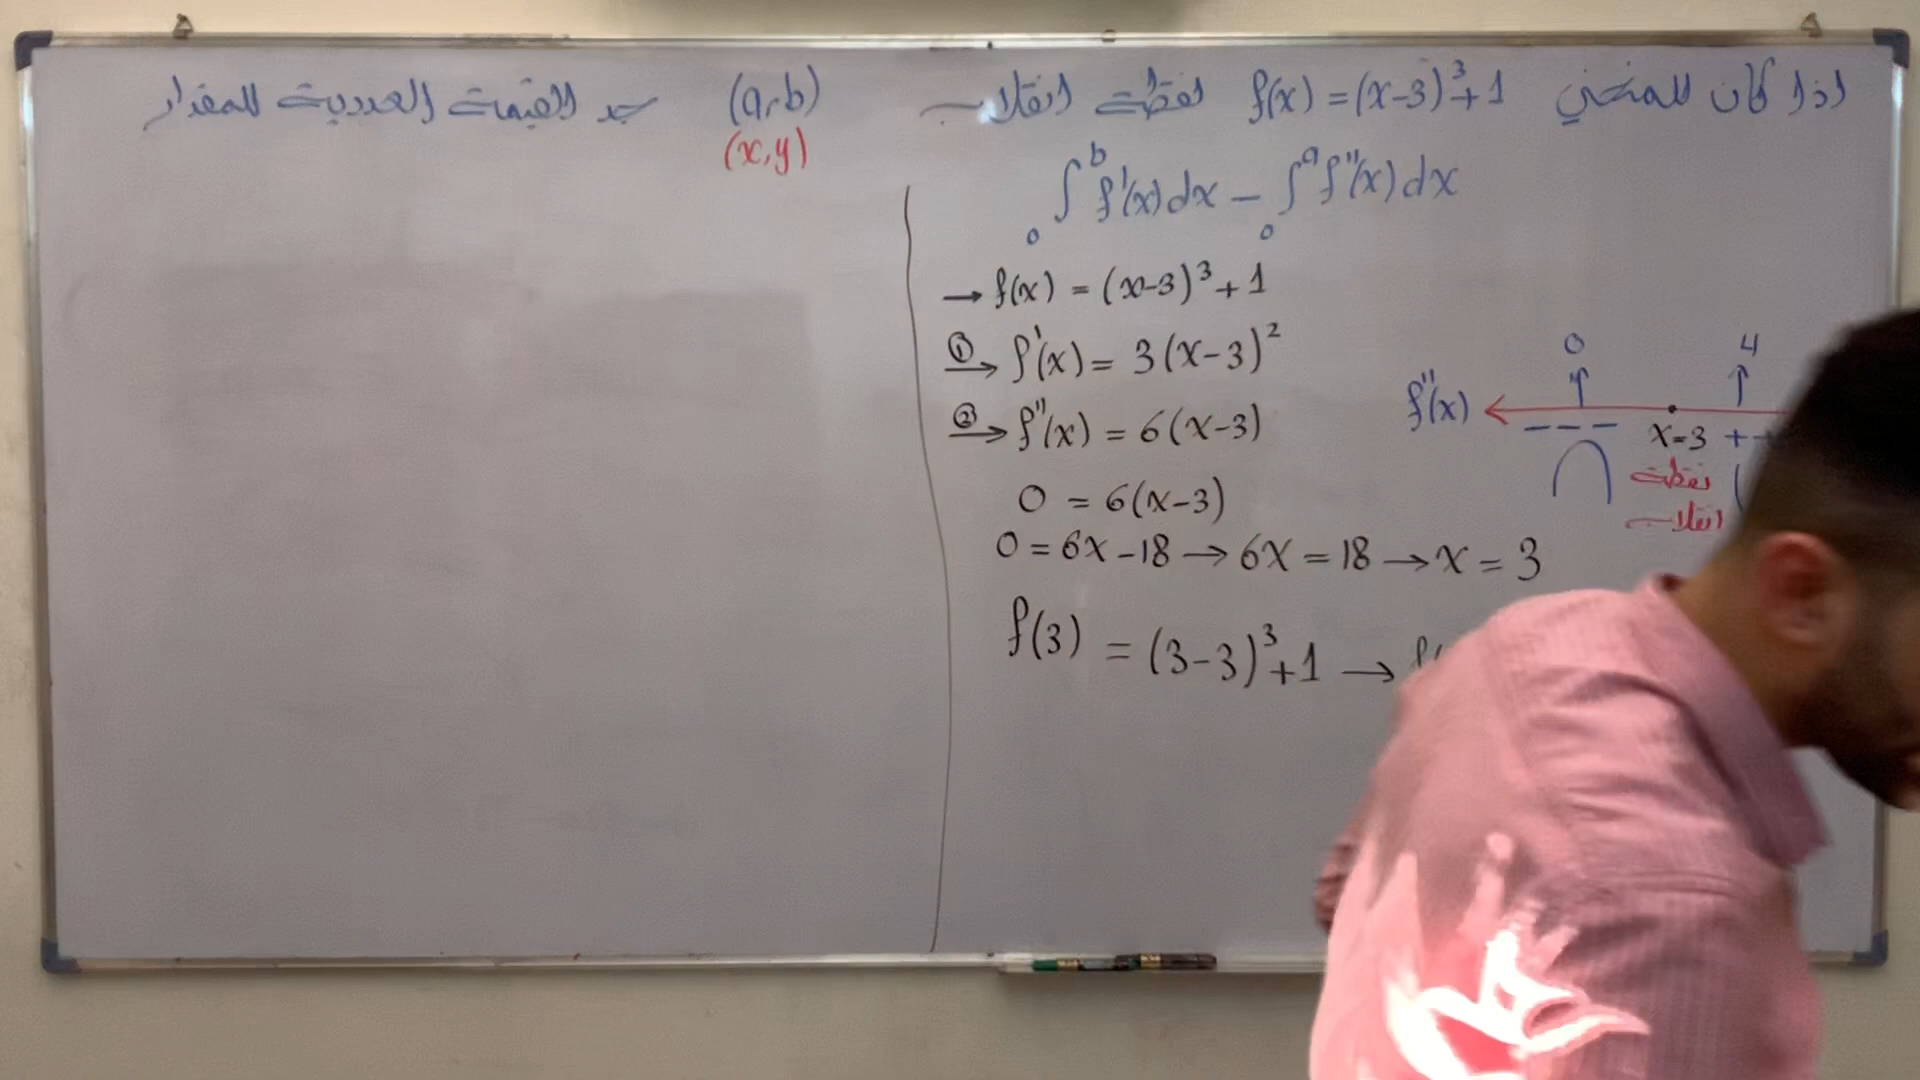 اذا كان للمنحني f(x) = (x-3)³+1 نقطة انقلاب (a,b) جد القيمة العددية للمقدار
(x,y)
∫₀ᵇ f'(x)dx - ∫₀ᵃ f''(x)dx
→ f(x) = (x-3)³ + 1
① → f'(x) = 3(x-3)²
② → f''(x) = 6(x-3)
0 = 6(x-3)
0 = 6x - 18 → 6x = 18 → x = 3
f(3) = (3-3)³+1 →
0 4
f''(x)
--- x=3 +
نقطة
انقلاب